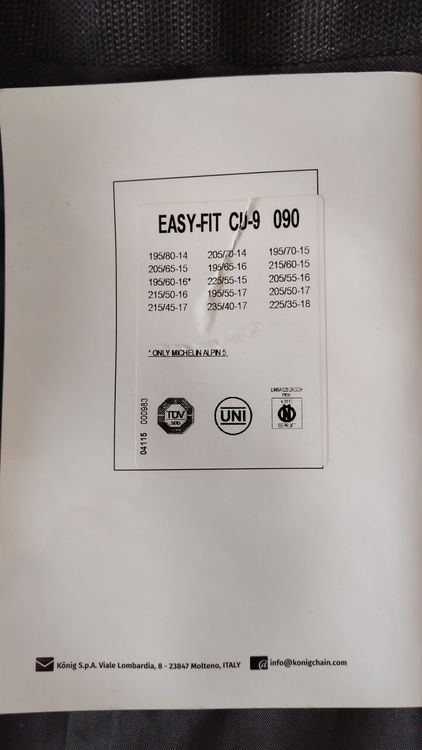 EASY-FIT CU-9 090
195/80-14 205/70-14 195/70-15
205/65-15 195/65-16 215/60-15
195/60-16* 225/55-15 205/55-16
215/50-16 195/55-17 205/50-17
215/45-17 235/40-17 225/35-18
* ONLY MICHELIN ALPIN 5
04115 000983
TÜV
SÜD
UNI
König S.p.A. Viale Lombardia, 8 - 23847 Molteno, ITALY
@ info@konigchain.com